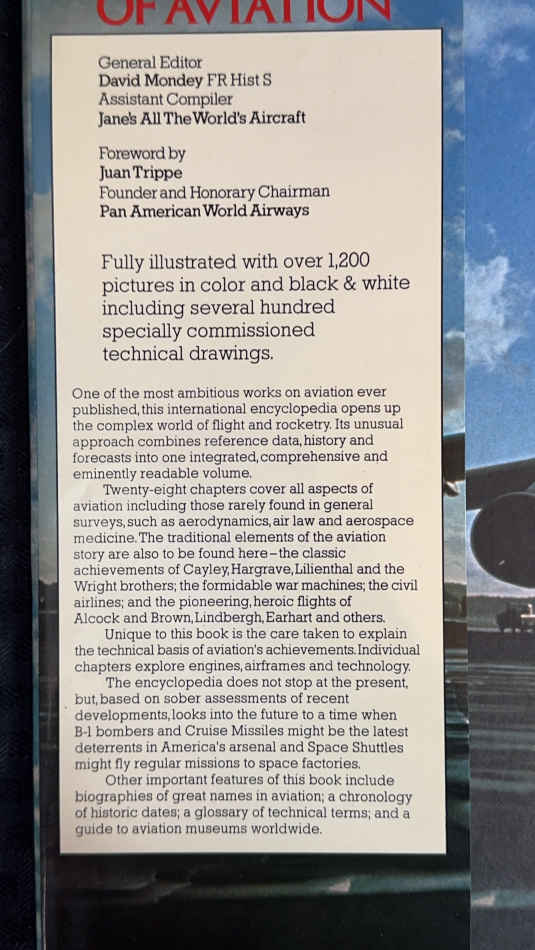 OF AVIATION
General Editor
David Mondey FR Hist S
Assistant Compiler
Jane's All The World's Aircraft
Foreword by
Juan Trippe
Founder and Honorary Chairman
Pan American World Airways
Fully illustrated with over 1,200
pictures in color and black & white
including several hundred
specially commissioned
technical drawings.
One of the most ambitious works on aviation ever
published, this international encyclopedia opens up
the complex world of flight and rocketry. Its unusual
approach combines reference data, history and
forecasts into one integrated, comprehensive and
eminently readable volume.
Twenty-eight chapters cover all aspects of
aviation including those rarely found in general
surveys, such as aerodynamics, air law and aerospace
medicine. The traditional elements of the aviation
story are also to be found here – the classic
achievements of Cayley, Hargrave, Lilienthal and the
Wright brothers; the formidable war machines; the civil
airlines; and the pioneering, heroic flights of
Alcock and Brown, Lindbergh, Earhart and others.
Unique to this book is the care taken to explain
the technical basis of aviation's achievements. Individual
chapters explore engines, airframes and technology.
The encyclopedia does not stop at the present,
but, based on sober assessments of recent
developments, looks into the future to a time when
B-1 bombers and Cruise Missiles might be the latest
deterrents in America's arsenal and Space Shuttles
might fly regular missions to space factories.
Other important features of this book include
biographies of great names in aviation; a chronology
of historic dates; a glossary of technical terms; and a
guide to aviation museums worldwide.